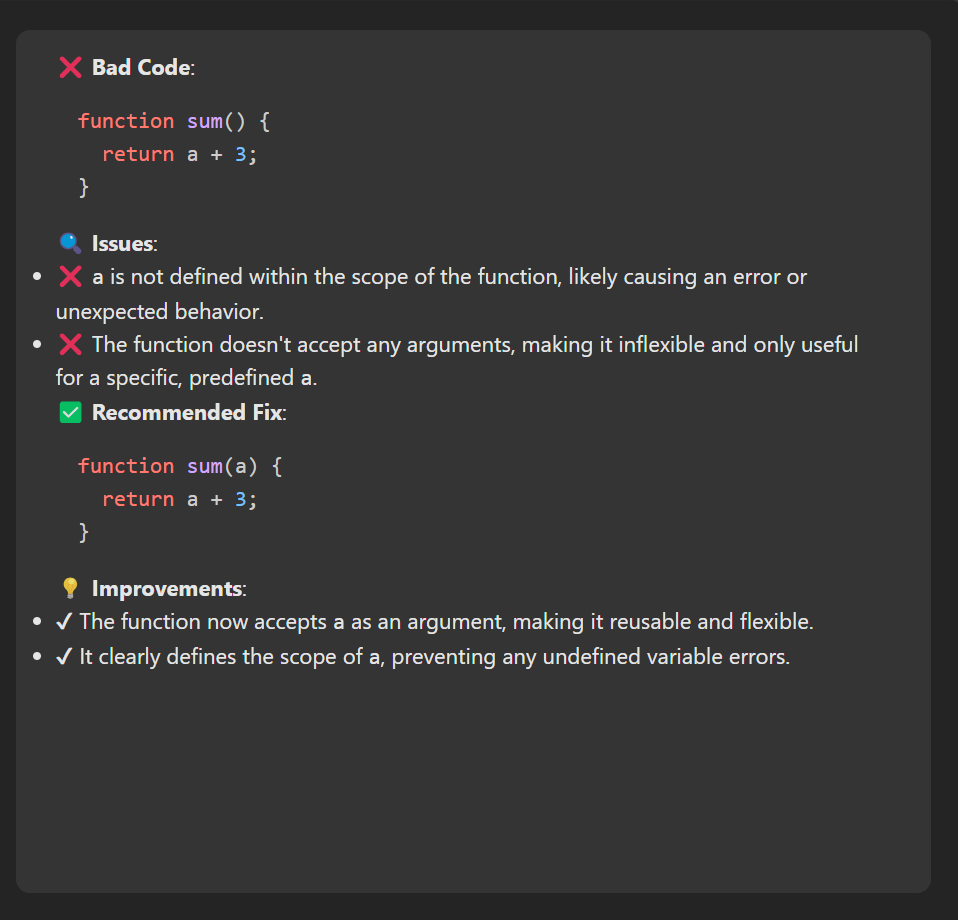 ❌ Bad Code:
function sum() {
  return a + 3;
}
🔍 Issues:
• ❌ a is not defined within the scope of the function, likely causing an error or
unexpected behavior.
• ❌ The function doesn't accept any arguments, making it inflexible and only useful
for a specific, predefined a.
✅ Recommended Fix:
function sum(a) {
  return a + 3;
}
💡 Improvements:
• ✔ The function now accepts a as an argument, making it reusable and flexible.
• ✔ It clearly defines the scope of a, preventing any undefined variable errors.